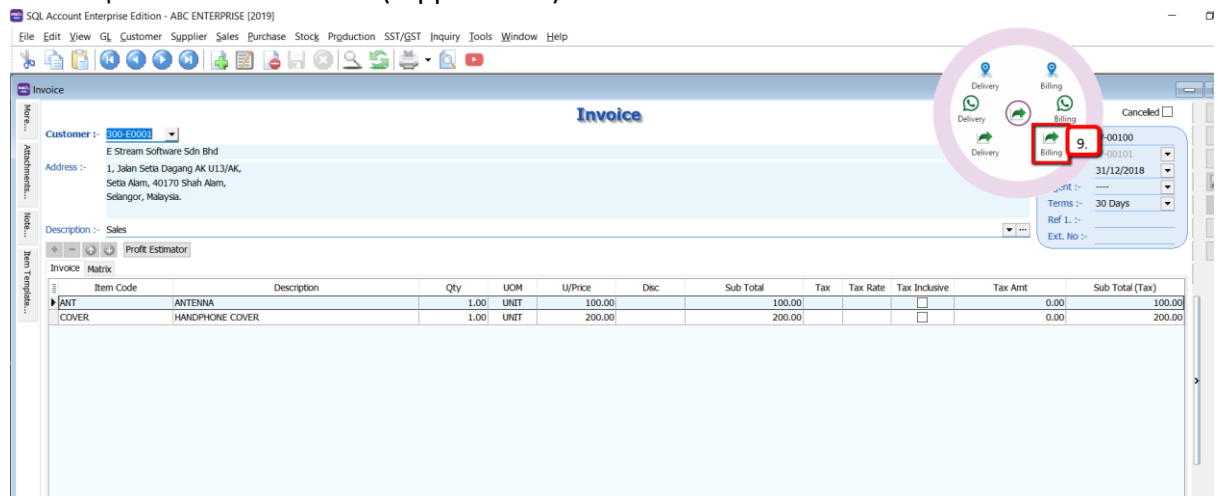 SQL Account Enterprise Edition - ABC ENTERPRISE [2019]
File Edit View GL Customer Supplier Sales Purchase Stock Production SST/GST Inquiry Tools Window Help
Invoice
Invoice
Delivery Billing
Delivery Billing
Delivery Billing
9.
Cancelled
More...
Attachments...
Note...
Item Template...
Customer :- 300-E0001
E Stream Software Sdn Bhd
Address :- 1, Jalan Setia Dagang AK U13/AK,
Setia Alam, 40170 Shah Alam,
Selangor, Malaysia.
-00100
-00101
31/12/2018
:- ----
Terms :- 30 Days
Ref 1. :-
Ext. No :-
Description :- Sales
Profit Estimator
Invoice Matrix
Item Code Description Qty UOM U/Price Disc Sub Total Tax Tax Rate Tax Inclusive Tax Amt Sub Total (Tax)
ANT ANTENNA 1.00 UNIT 100.00 100.00 0.00 100.00
COVER HANDPHONE COVER 1.00 UNIT 200.00 200.00 0.00 200.00